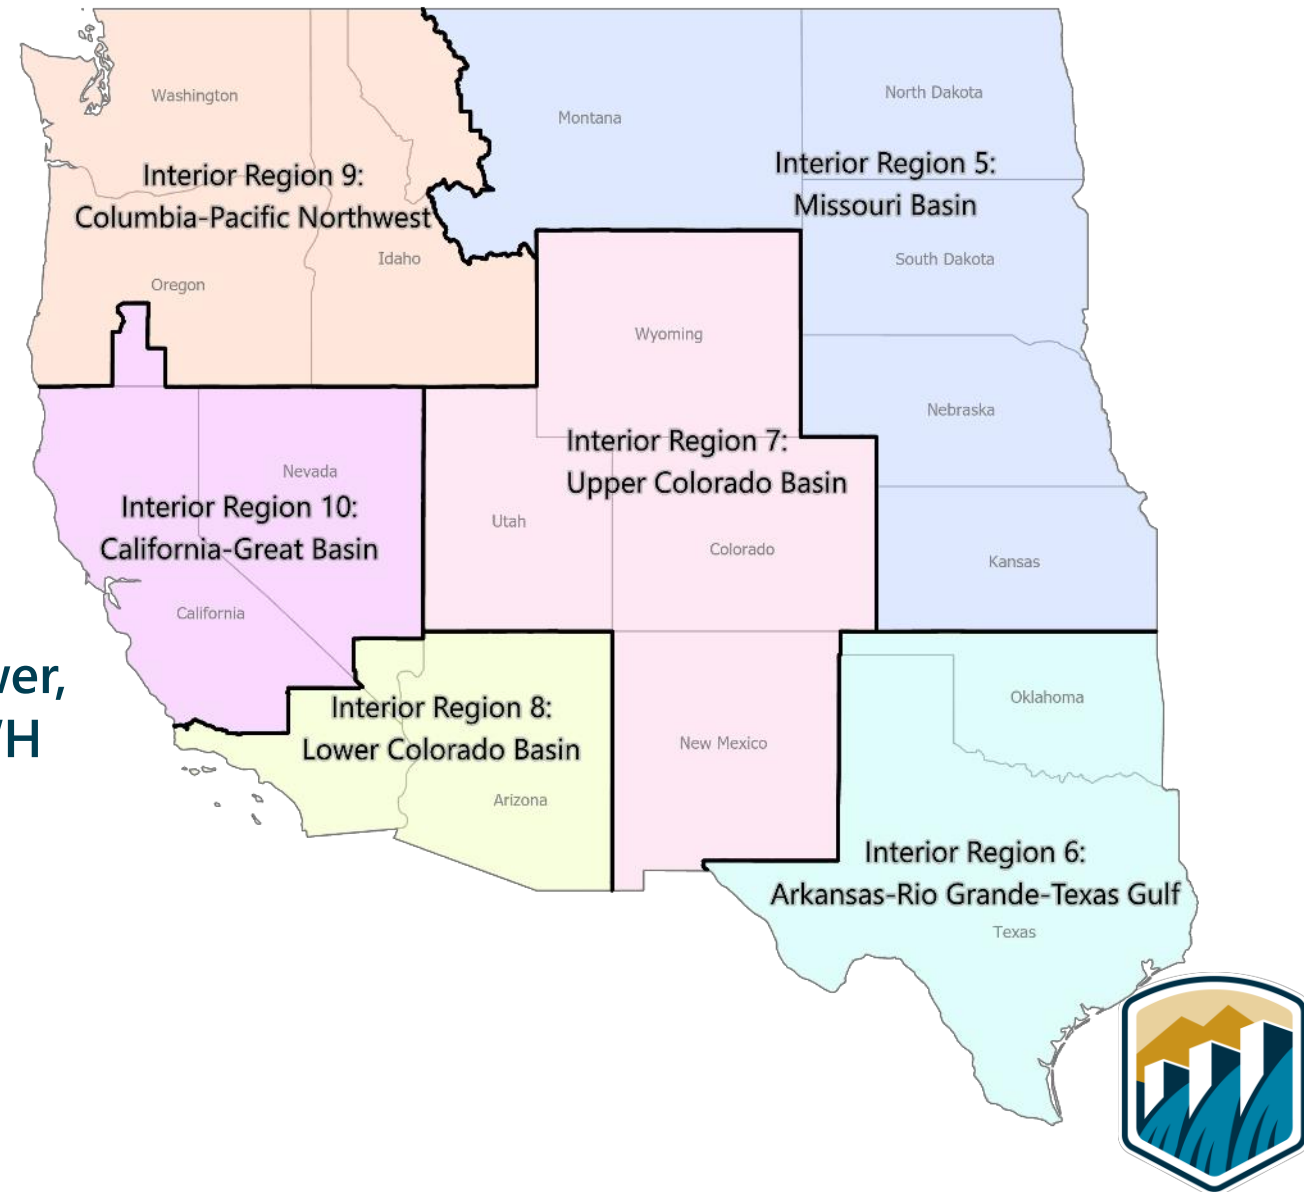 Washington
North Dakota
Montana
Interior Region 5:
Missouri Basin
Interior Region 9:
Columbia-Pacific Northwest
Idaho
South Dakota
Oregon
Wyoming
Nebraska
Interior Region 7:
Upper Colorado Basin
Nevada
Interior Region 10:
California-Great Basin
Utah
Colorado
Kansas
California
wer,
/H
Interior Region 8:
Lower Colorado Basin
Oklahoma
New Mexico
Arizona
Interior Region 6:
Arkansas-Rio Grande-Texas Gulf
Texas